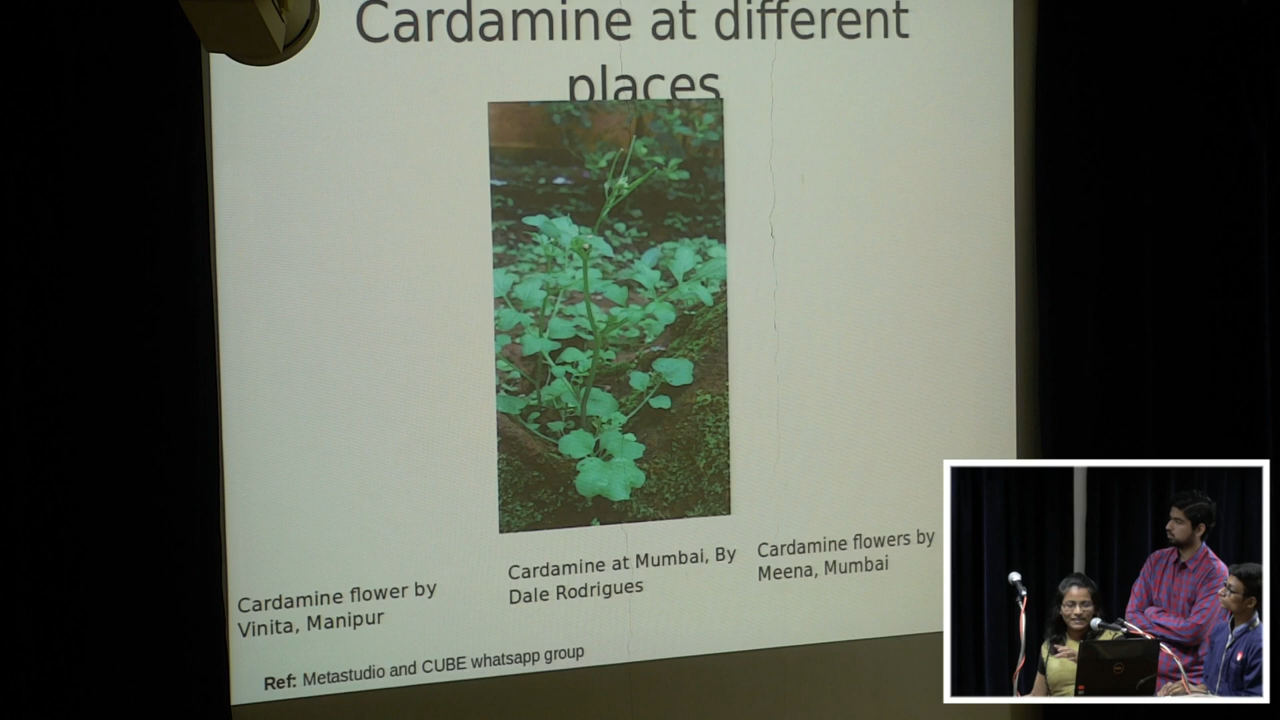 Cardamine at different
places
Cardamine flower by
Vinita, Manipur
Cardamine at Mumbai, By
Dale Rodrigues
Cardamine flowers by
Meena, Mumbai
Ref: Metastudio and CUBE whatsapp group